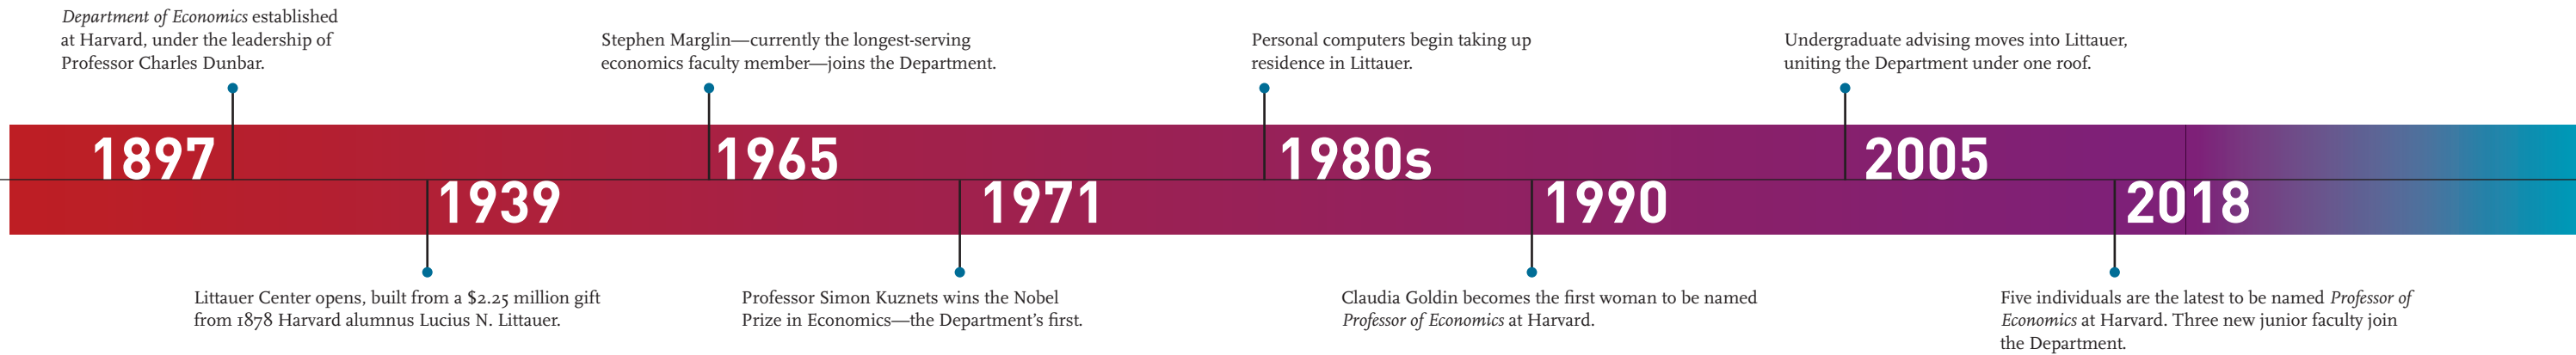 Department of Economics established
at Harvard, under the leadership of
Professor Charles Dunbar.
1897
Littauer Center opens, built from a $2.25 million gift
from 1878 Harvard alumnus Lucius N. Littauer.
1939
Stephen Marglin—currently the longest-serving
economics faculty member—joins the Department.
1965
1971
Professor Simon Kuznets wins the Nobel
Prize in Economics—the Department's first.
Personal computers begin taking up
residence in Littauer.
1980s
1990
Claudia Goldin becomes the first woman to be named
Professor of Economics at Harvard.
Undergraduate advising moves into Littauer,
uniting the Department under one roof.
2005
2018
Five individuals are the latest to be named Professor of
Economics at Harvard. Three new junior faculty join
the Department.